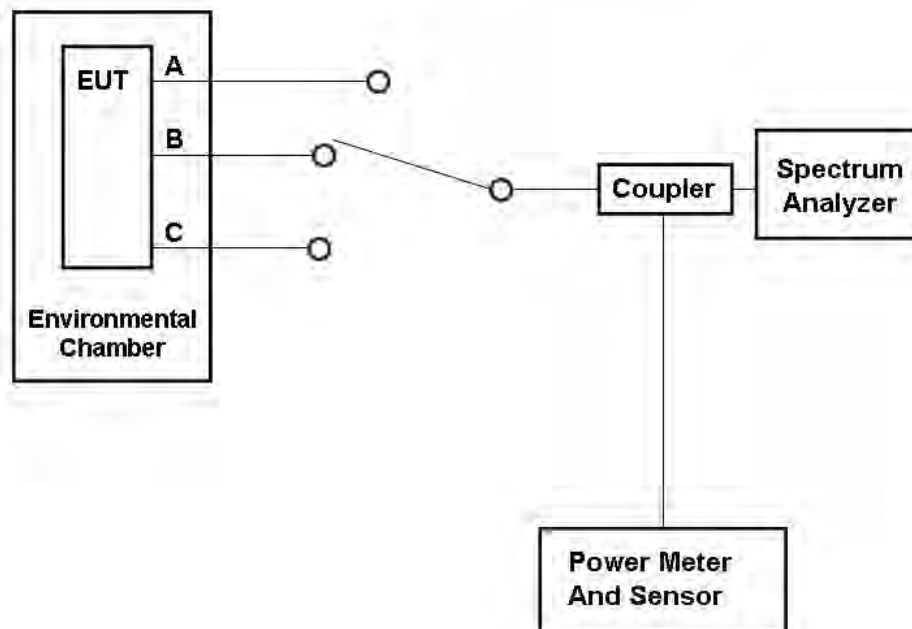 EUT
A
B
C
Environmental
Chamber
Coupler
Spectrum
Analyzer
Power Meter
And Sensor